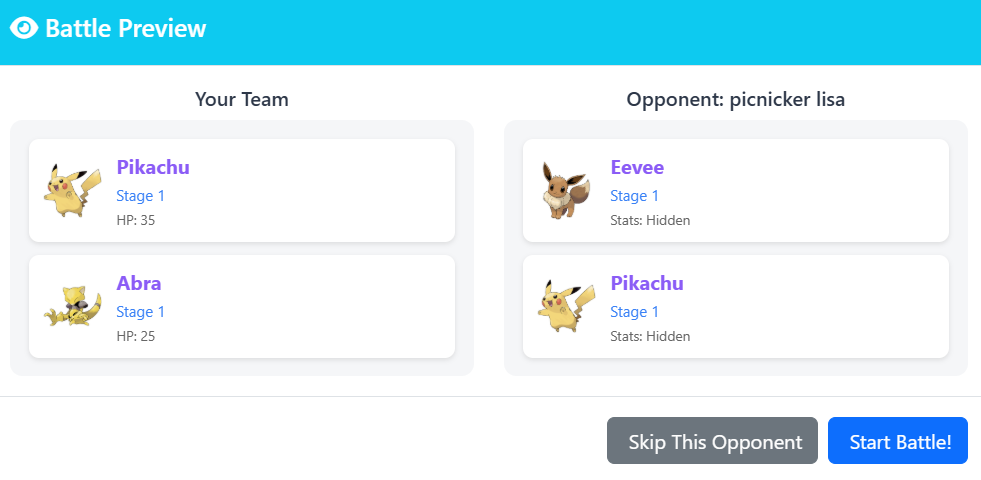 Battle Preview
Your Team
Pikachu
Stage 1
HP: 35
Abra
Stage 1
HP: 25
Opponent: picnicker lisa
Eevee
Stage 1
Stats: Hidden
Pikachu
Stage 1
Stats: Hidden
Skip This Opponent
Start Battle!